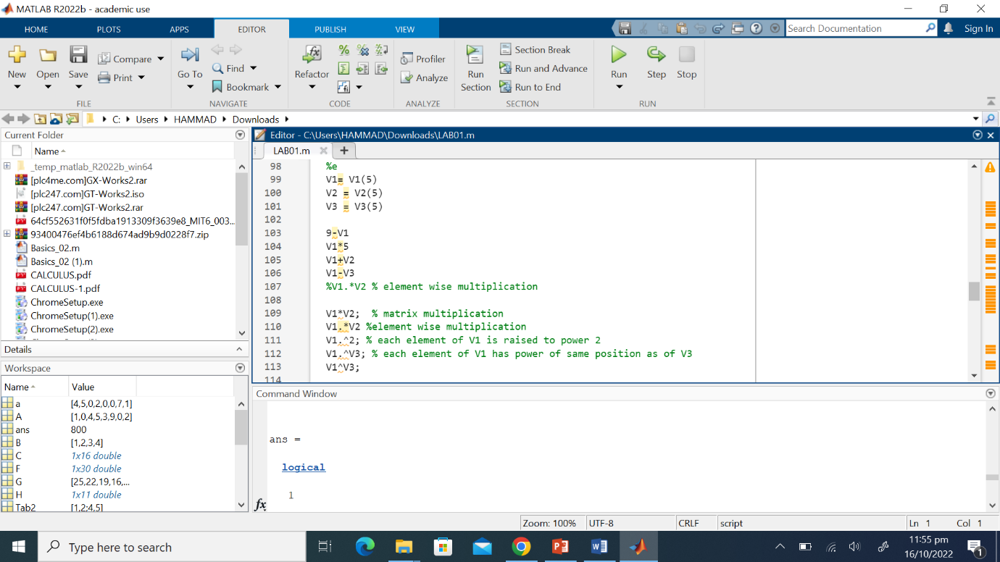 MATLAB R2022b - academic use
HOME PLOTS APPS EDITOR PUBLISH VIEW Search Documentation Sign In
New Open Save Compare Print
FILE
Go To Find Bookmark
NAVIGATE
Refactor
CODE
Profiler
Analyze
ANALYZE
Run Section
Section Break
Run and Advance
Run to End
SECTION
Run Step Stop
RUN
C: Users HAMMAD Downloads
Current Folder
Name
_temp_matlab_R2022b_win64
[plc4me.com]GX-Works2.rar
[plc247.com]GT-Works2.iso
[plc247.com]GT-Works2.rar
64cf552631f0f5fdba1913309f3639e8_MIT6_003...
93400476ef4b6188d674ad9b9d0228f7.zip
Basics_02.m
Basics_02 (1).m
CALCULUS.pdf
CALCULUS-1.pdf
ChromeSetup.exe
ChromeSetup(1).exe
ChromeSetup(2).exe
Details
Workspace
Name Value
a [4,5,0,2,0,0,7,1]
A [1,0,4,5,3,9,0,2]
ans 800
B [1,2,3,4]
C 1x16 double
F 1x30 double
G [25,22,19,16,...
H 1x11 double
Tab2 [1,2;4,5]
Editor - C:\Users\HAMMAD\Downloads\LAB01.m
LAB01.m
98 %e
99 V1= V1(5)
100 V2 = V2(5)
101 V3 = V3(5)
102
103 9-V1
104 V1*5
105 V1+V2
106 V1-V3
107 %V1.*V2 % element wise multiplication
108
109 V1*V2; % matrix multiplication
110 V1.*V2 %element wise multiplication
111 V1.^2; % each element of V1 is raised to power 2
112 V1.^V3; % each element of V1 has power of same position as of V3
113 V1^V3;
114
Command Window
ans =
logical
1
fx
Zoom: 100% UTF-8 CRLF script Ln 1 Col 1
Type here to search
11:55 pm
16/10/2022
1